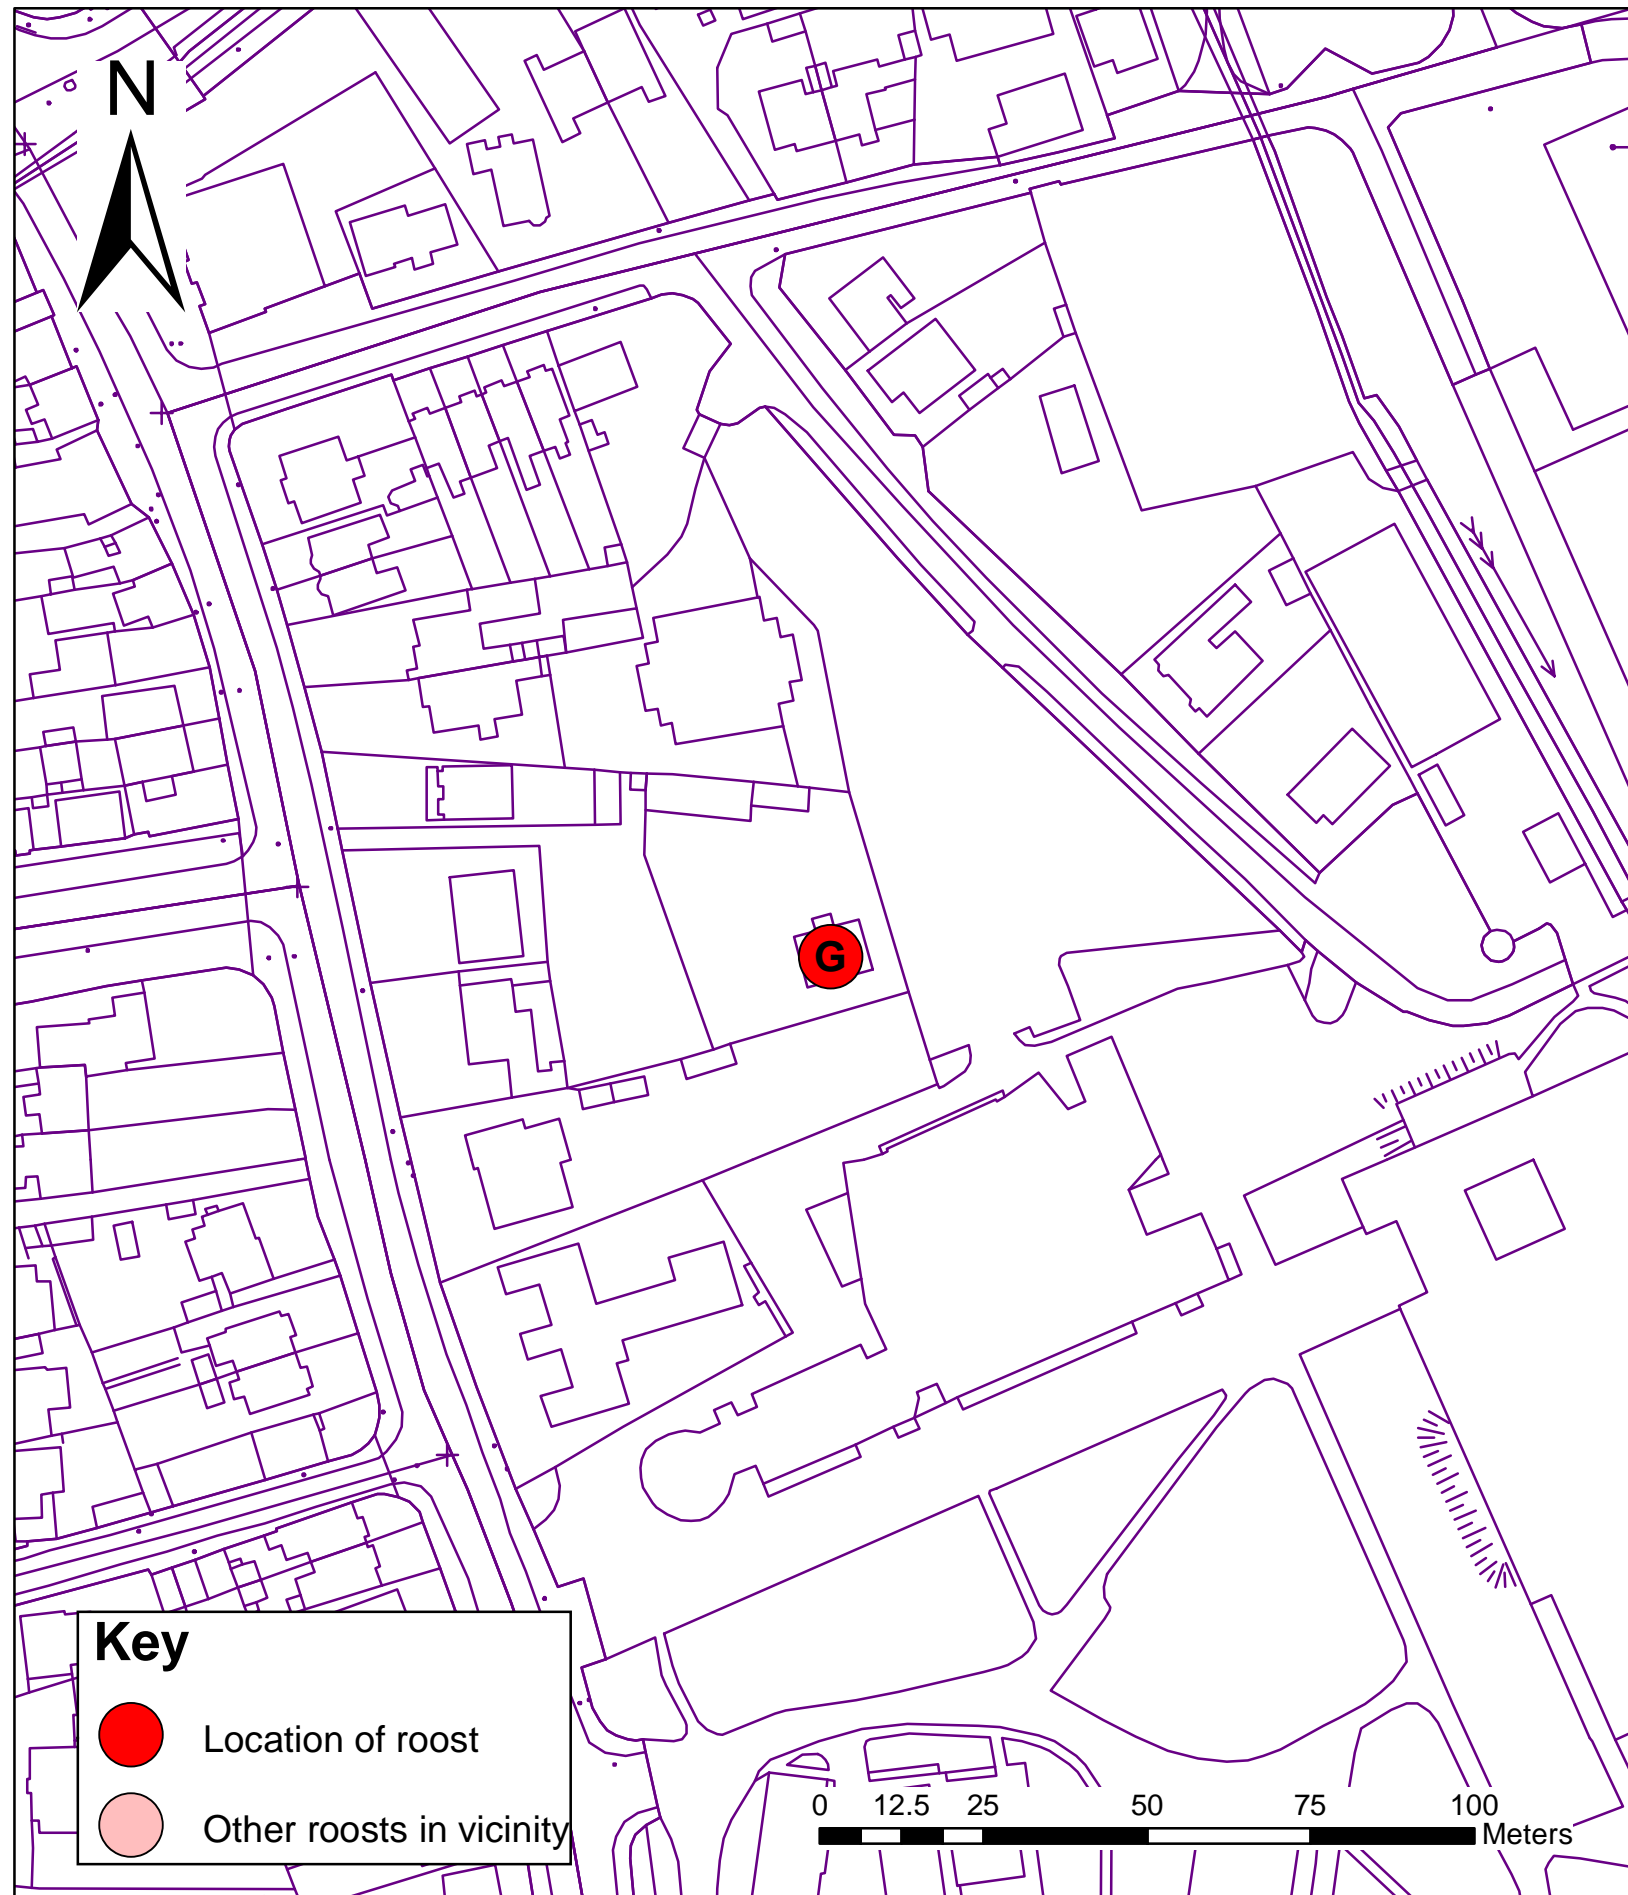 N
G
Key
Location of roost
Other roosts in vicinity
0 12.5 25 50 75 100
Meters